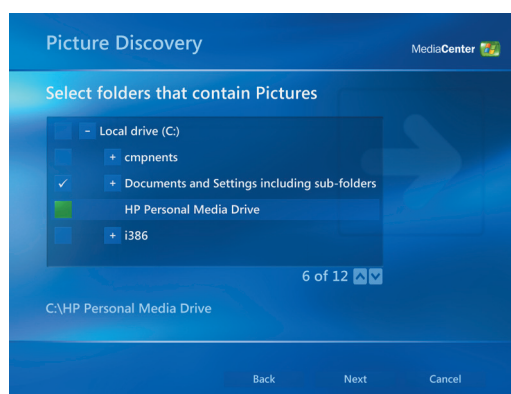 Picture Discovery
MediaCenter
Select folders that contain Pictures
- Local drive (C:)
+ cmpnents
✓ + Documents and Settings including sub-folders
HP Personal Media Drive
+ i386
6 of 12
C:\HP Personal Media Drive
Back Next Cancel